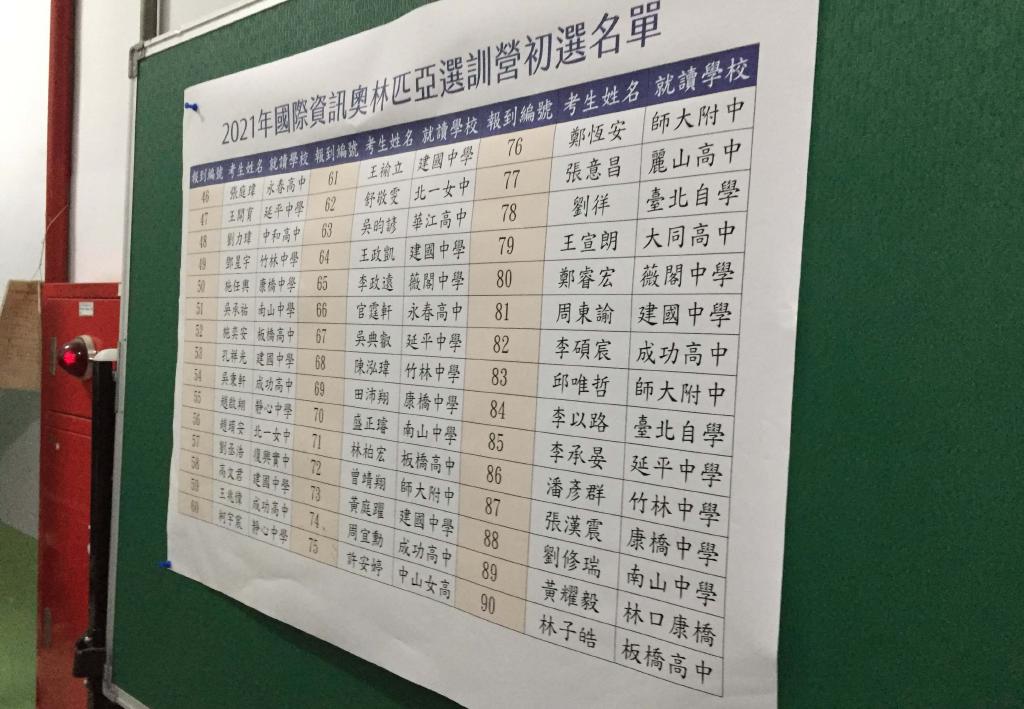 2021年國際資訊奧林匹亞選訓營初選名單
報到編號 考生姓名 就讀學校 報到編號 考生姓名 就讀學校 報到編號 考生姓名 就讀學校
46 張庭瑋 永春高中 61 王褕立 建國中學 76 鄭恆安 師大附中
47 王開賀 延平中學 62 舒敬雯 北一女中 77 張意昌 麗山高中
48 劉力瑋 中和高中 63 吳昀諺 華江高中 78 劉祥 臺北自學
49 鄧星宇 竹林中學 64 王政凱 建國中學 79 王宣朗 大同高中
50 施任興 康橋中學 65 李政遠 薇閣中學 80 鄭睿宏 薇閣中學
51 吳承祐 南山中學 66 官霆軒 永春高中 81 周東諭 建國中學
52 施奕安 板橋高中 67 吳典叡 延平中學 82 李碩宸 成功高中
53 孔祥光 建國中學 68 陳泓瑋 竹林中學 83 邱唯哲 師大附中
54 吳秉軒 成功高中 69 田沛翔 康橋中學 84 李以路 臺北自學
55 趙啟翔 靜心中學 70 盛正璿 南山中學 85 李承晏 延平中學
56 趙靖安 北一女中 71 林柏宏 板橋高中 86 潘彥群 竹林中學
57 劉丞浩 復興實中 72 曾靖翔 師大附中 87 張漢震 康橋中學
58 高文君 建國中學 73 黃庭躍 建國中學 88 劉修瑞 南山中學
59 王兆偉 成功高中 74 周宜勳 成功高中 89 黃耀毅 林口康橋
60 柯宇宸 靜心中學 75 許安婷 中山女高 90 林子皓 板橋高中